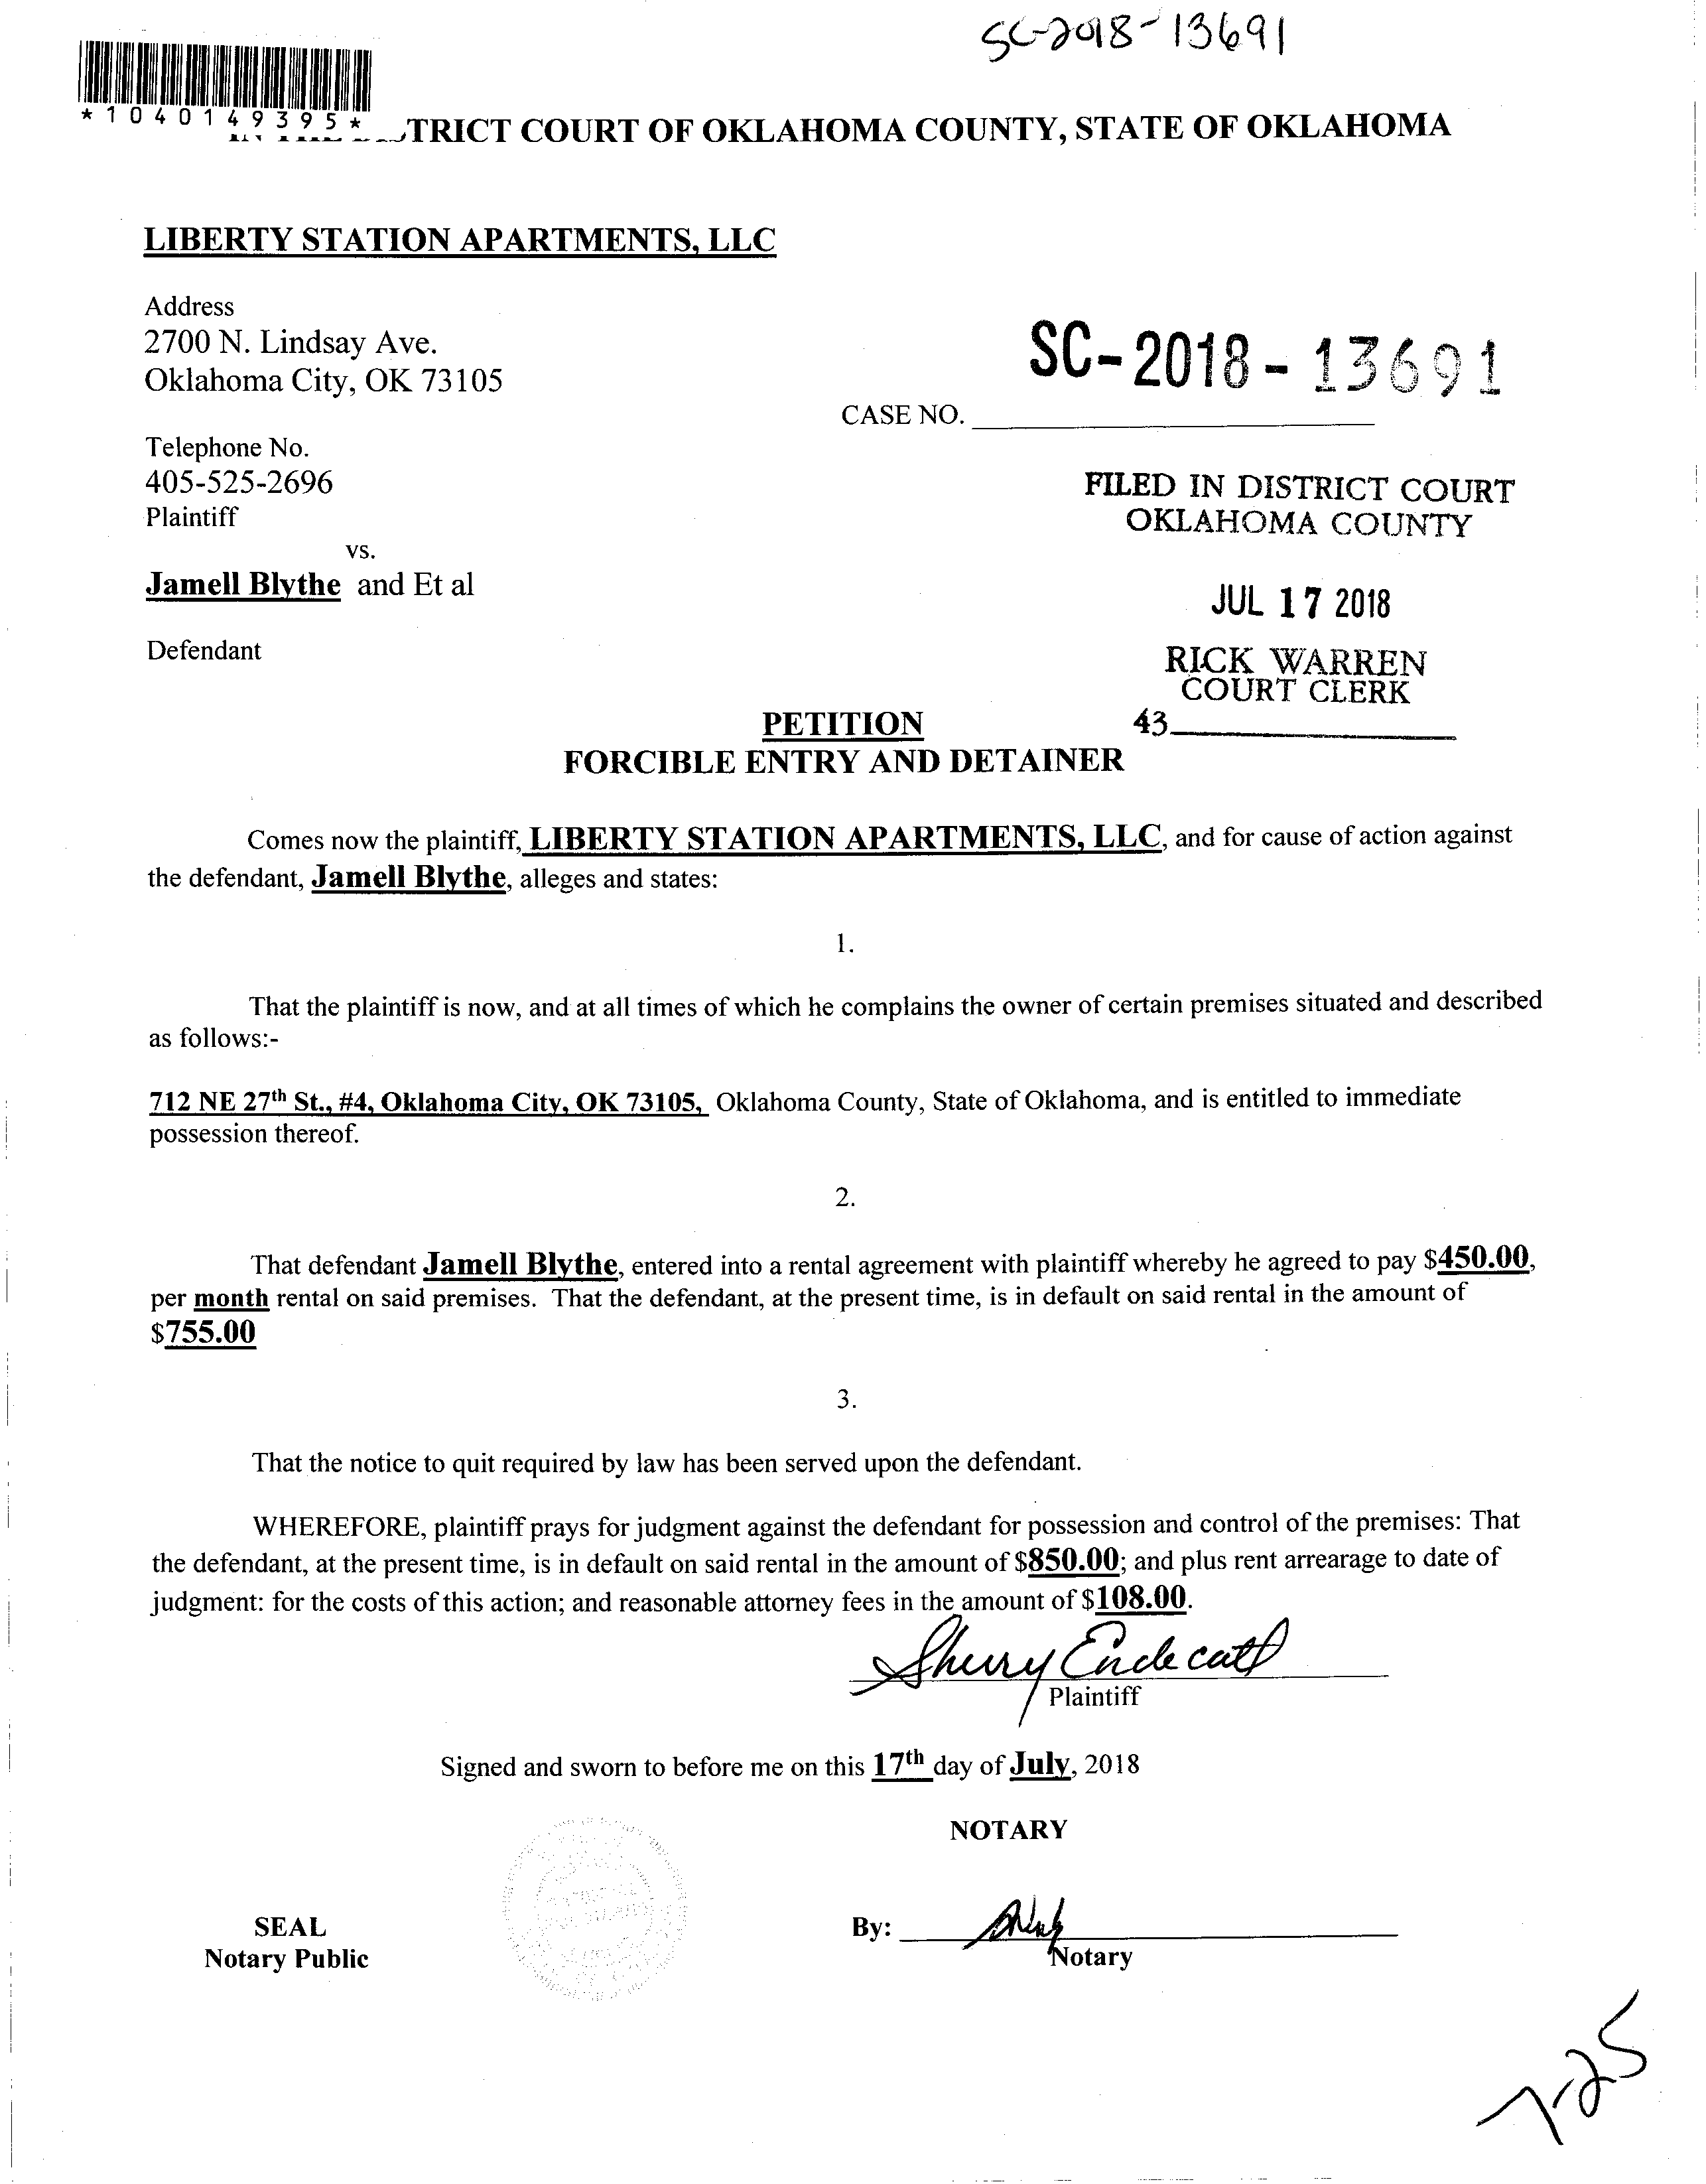 SC-2018-13691
*1040149395*
TRICT COURT OF OKLAHOMA COUNTY, STATE OF OKLAHOMA
LIBERTY STATION APARTMENTS, LLC
Address
2700 N. Lindsay Ave.
Oklahoma City, OK 73105
SC-2018-13691
CASE NO.
Telephone No.
405-525-2696
Plaintiff
FILED IN DISTRICT COURT
OKLAHOMA COUNTY
vs.
Jamell Blythe and Et al
JUL 17 2018
Defendant
RICK WARREN
COURT CLERK
43
PETITION
FORCIBLE ENTRY AND DETAINER
Comes now the plaintiff, LIBERTY STATION APARTMENTS, LLC, and for cause of action against
the defendant, Jamell Blythe, alleges and states:
1.
That the plaintiff is now, and at all times of which he complains the owner of certain premises situated and described
as follows:-
712 NE 27th St., #4, Oklahoma City, OK 73105, Oklahoma County, State of Oklahoma, and is entitled to immediate
possession thereof.
2.
That defendant Jamell Blythe, entered into a rental agreement with plaintiff whereby he agreed to pay $450.00,
per month rental on said premises. That the defendant, at the present time, is in default on said rental in the amount of
$755.00
3.
That the notice to quit required by law has been served upon the defendant.
WHEREFORE, plaintiff prays for judgment against the defendant for possession and control of the premises: That
the defendant, at the present time, is in default on said rental in the amount of $850.00; and plus rent arrearage to date of
judgment: for the costs of this action; and reasonable attorney fees in the amount of $108.00.
Sherry Endecott
Plaintiff
Signed and sworn to before me on this 17th day of July, 2018
NOTARY
SEAL
Notary Public
By:
Notary
7-25